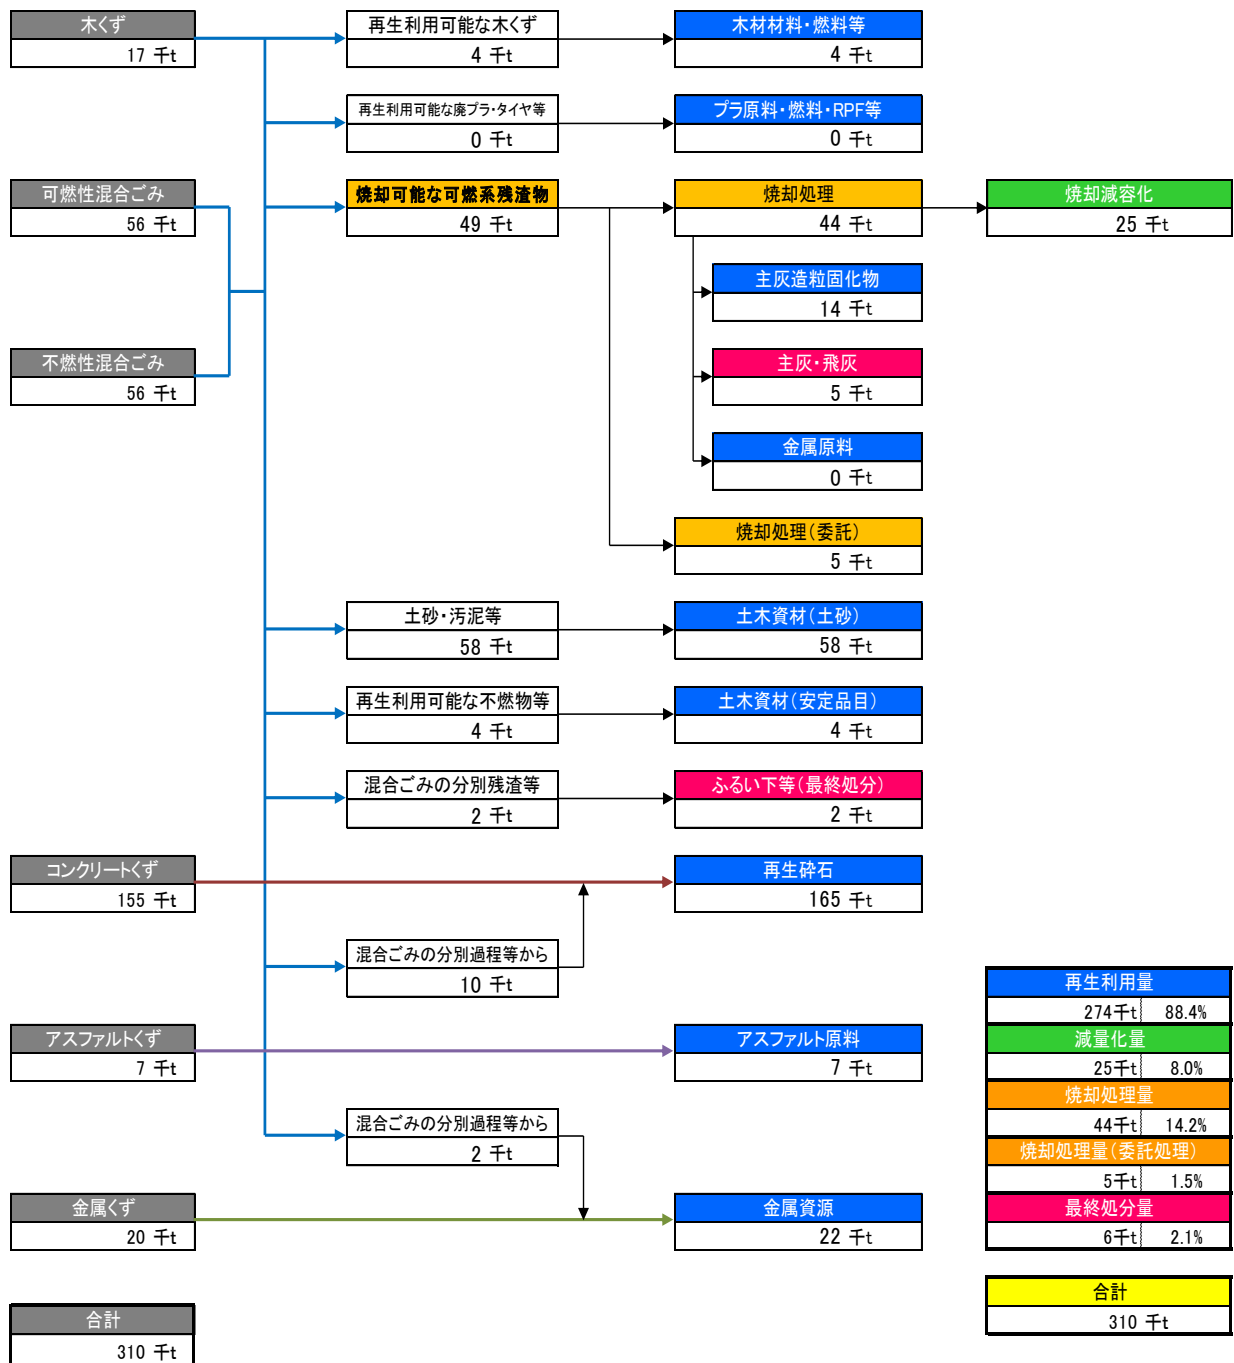 木くず
17 千t
再生利用可能な木くず
4 千t
木材材料・燃料等
4 千t
再生利用可能な廃プラ・タイヤ等
0 千t
プラ原料・燃料・RPF等
0 千t
可燃性混合ごみ
56 千t
焼却可能な可燃系残渣物
49 千t
焼却処理
44 千t
焼却減容化
25 千t
主灰造粒固化物
14 千t
不燃性混合ごみ
56 千t
主灰・飛灰
5 千t
金属原料
0 千t
焼却処理(委託)
5 千t
土砂・汚泥等
58 千t
土木資材(土砂)
58 千t
再生利用可能な不燃物等
4 千t
土木資材(安定品目)
4 千t
混合ごみの分別残渣等
2 千t
ふるい下等(最終処分)
2 千t
コンクリートくず
155 千t
再生砕石
165 千t
混合ごみの分別過程等から
10 千t
アスファルトくず
7 千t
アスファルト原料
7 千t
混合ごみの分別過程等から
2 千t
金属くず
20 千t
金属資源
22 千t
合計
310 千t
再生利用量
274千t 88.4%
減量化量
25千t 8.0%
焼却処理量
44千t 14.2%
焼却処理量(委託処理)
5千t 1.5%
最終処分量
6千t 2.1%
合計
310 千t